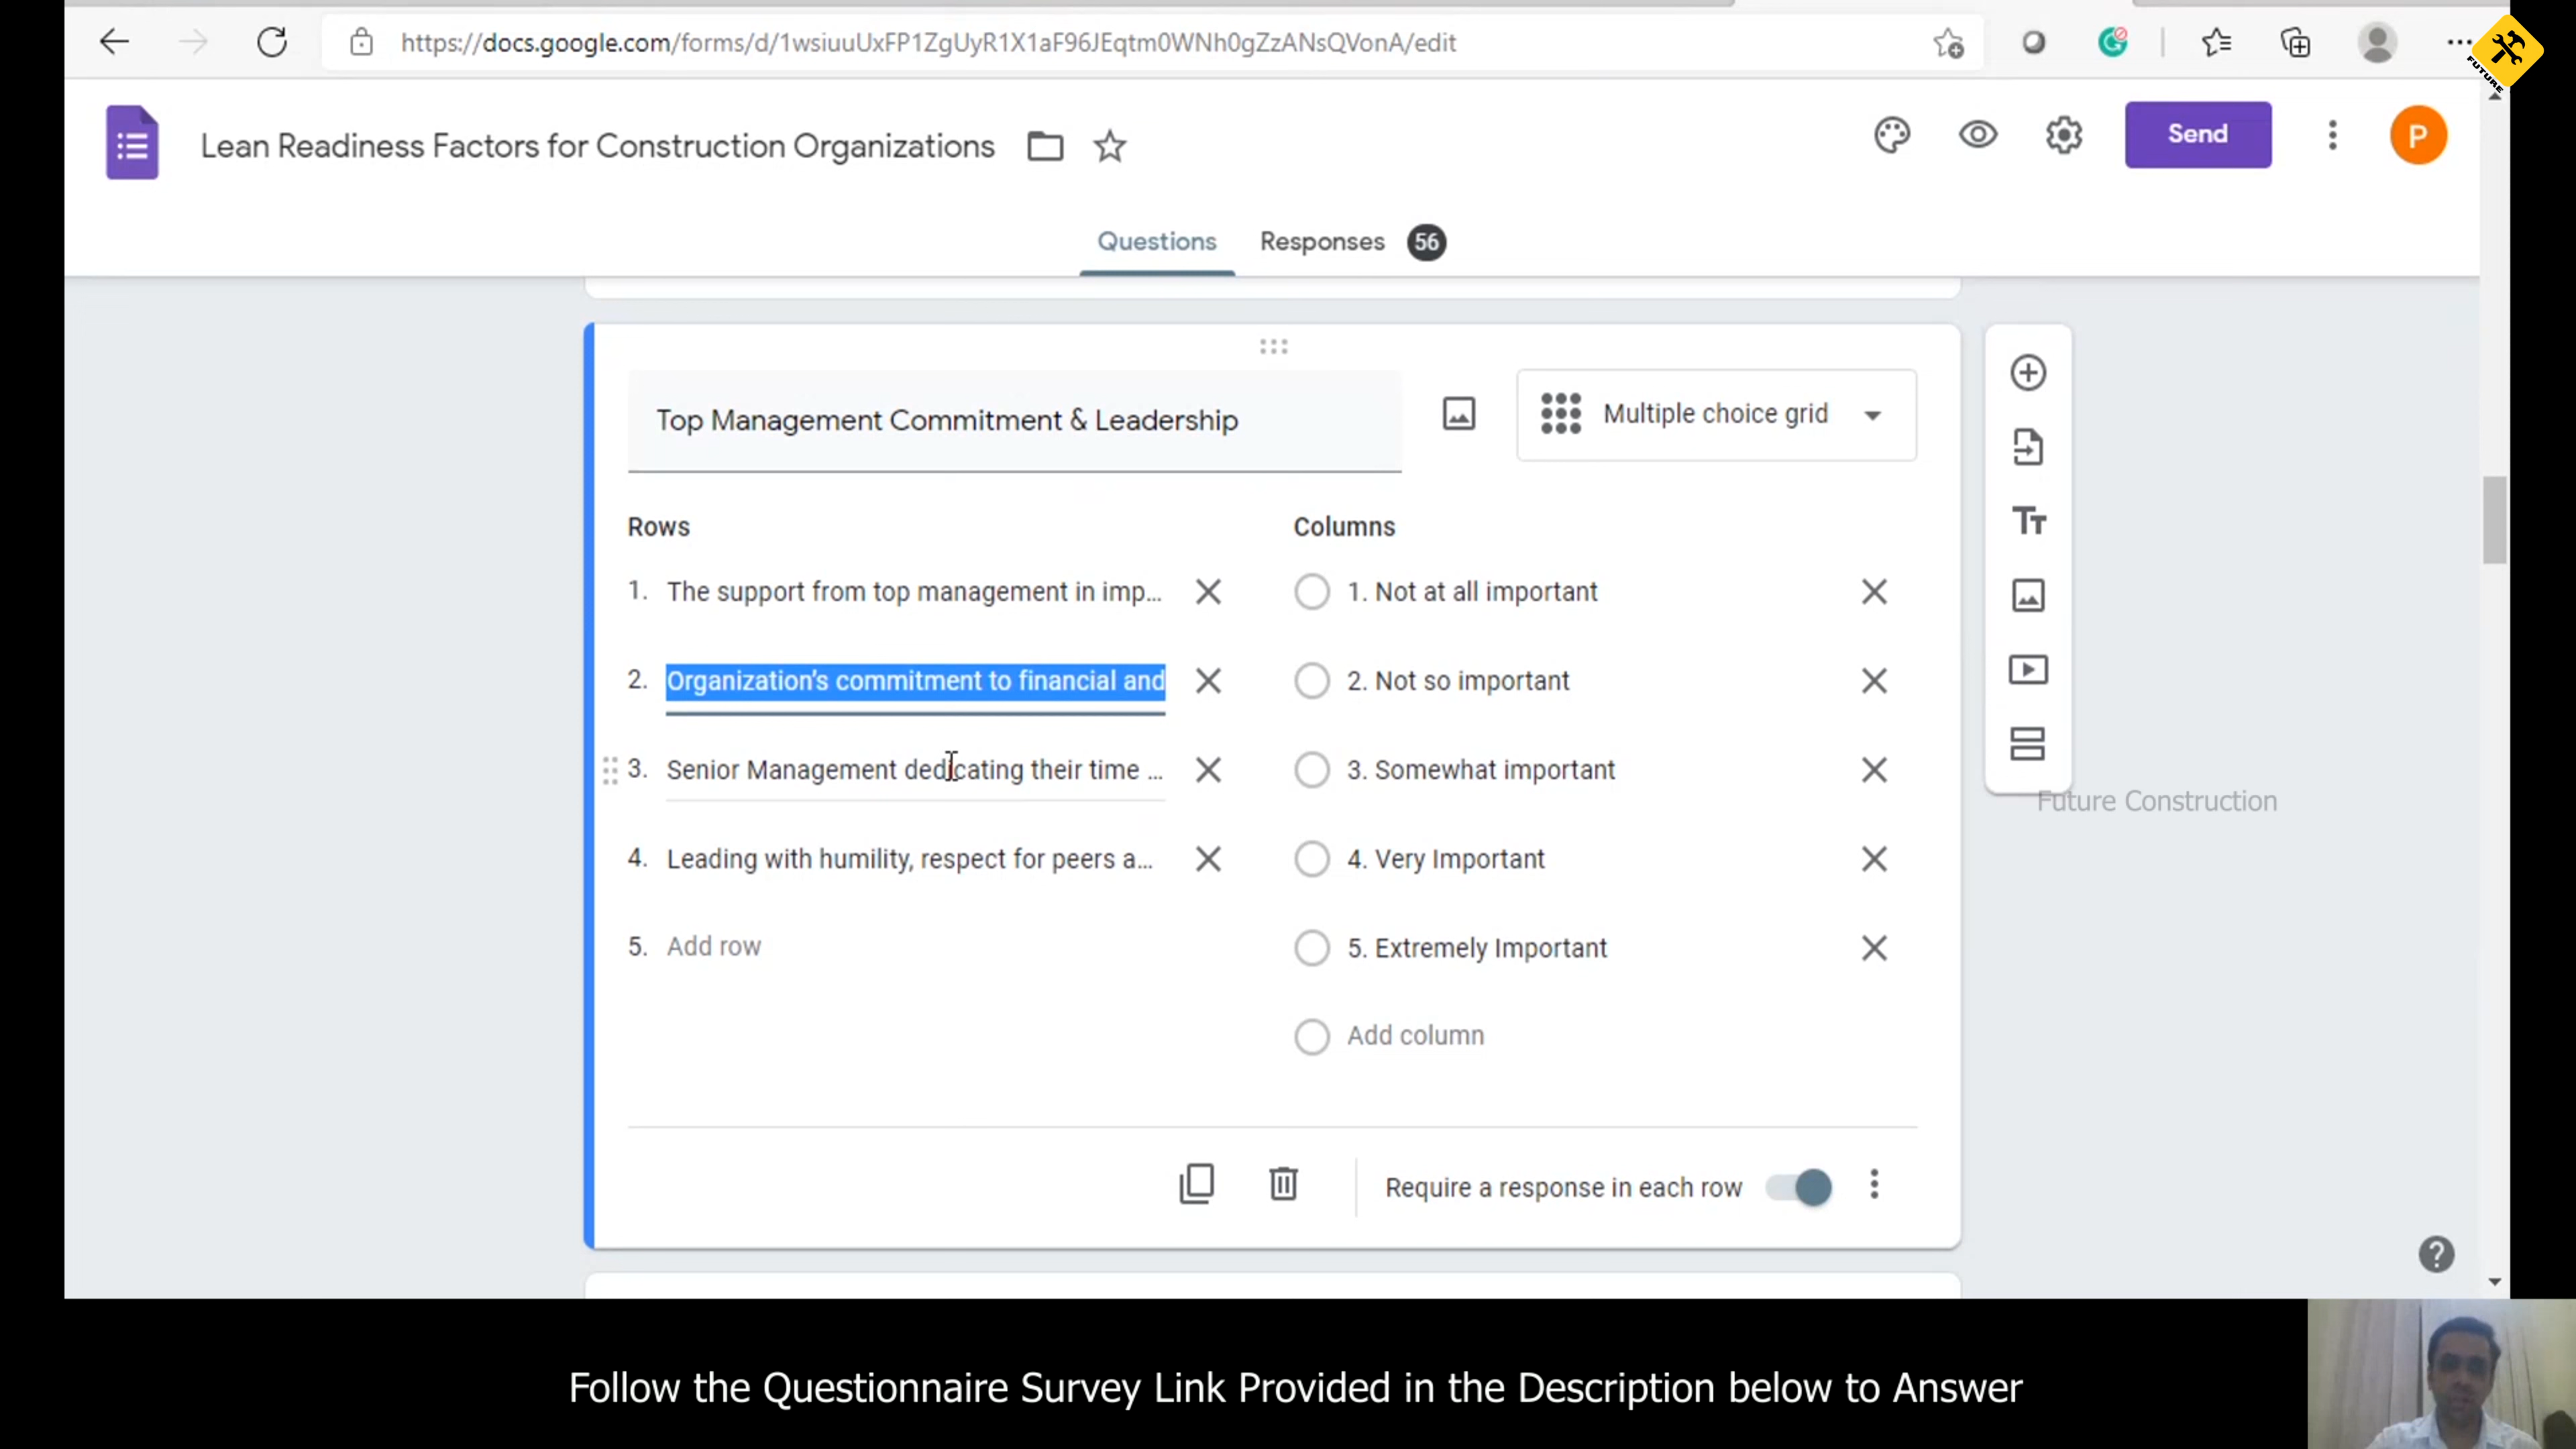 https://docs.google.com/forms/d/1wsiuuUxFP1ZgUyR1X1aF96JEqtm0WNh0gZzANsQVonA/edit
FUTURE
Lean Readiness Factors for Construction Organizations
Send
P
Questions
Responses 56
Top Management Commitment & Leadership
Multiple choice grid
Rows
Columns
1. The support from top management in imp...
1. Not at all important
2. Organization's commitment to financial and
2. Not so important
3. Senior Management dedicating their time ...
3. Somewhat important
Future Construction
4. Leading with humility, respect for peers a...
4. Very Important
5. Add row
5. Extremely Important
Add column
Require a response in each row
Follow the Questionnaire Survey Link Provided in the Description below to Answer